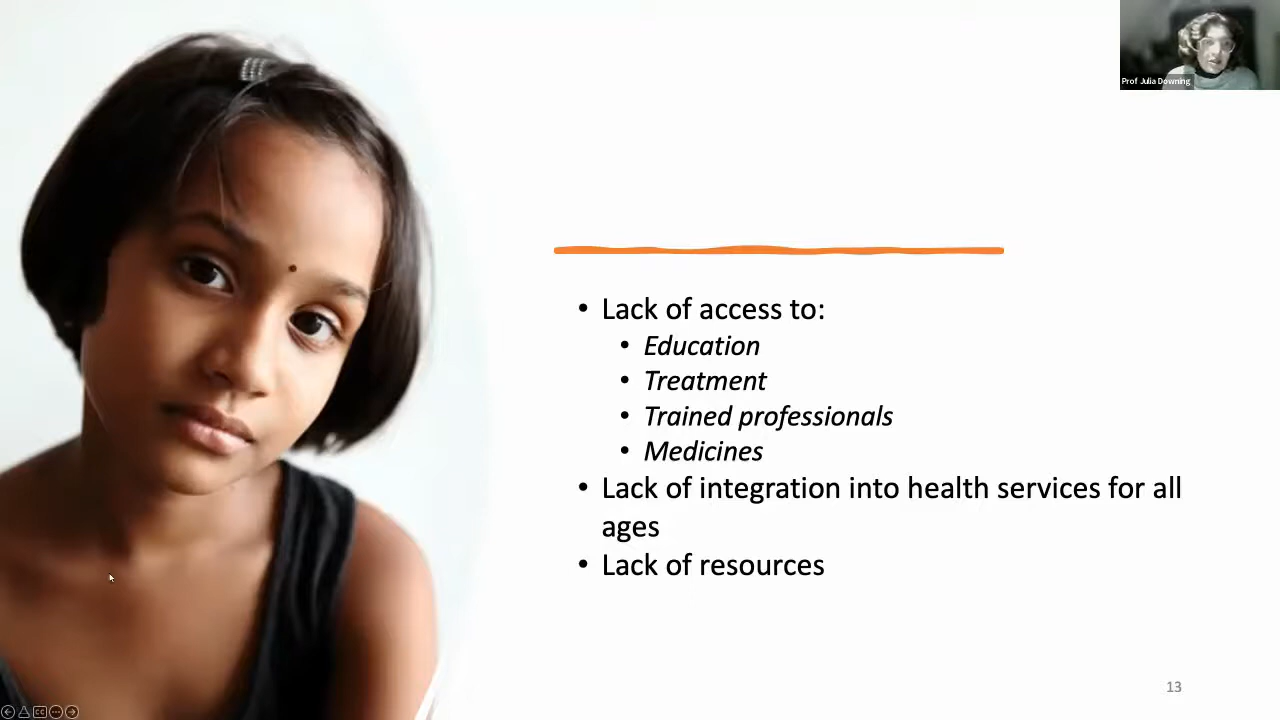 Prof Julia Downing
• Lack of access to:
• Education
• Treatment
• Trained professionals
• Medicines
• Lack of integration into health services for all
ages
• Lack of resources
13